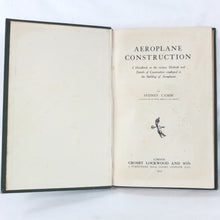 AEROPLANE
CONSTRUCTION
A Handbook on the various Methods and
Details of Construction employed in
the Building of Aeroplanes
BY
SYDNEY CAMM
LONDON
CROSBY LOCKWOOD AND SON